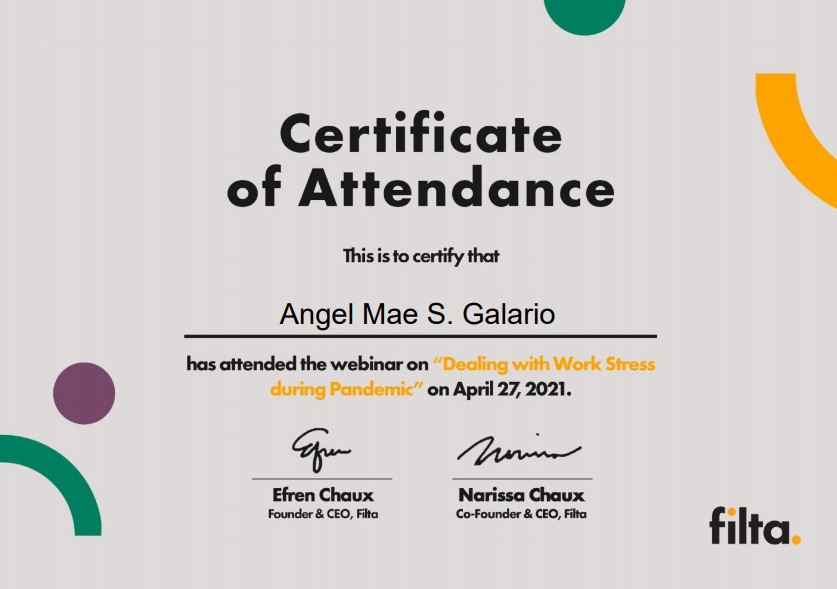 Certificate
of Attendance
This is to certify that
Angel Mae S. Galario
has attended the webinar on “Dealing with Work Stress
during Pandemic” on April 27, 2021.
Efren
Narissa
Efren Chaux
Narissa Chaux
Founder & CEO, Filta
Co-Founder & CEO, Filta
filta.